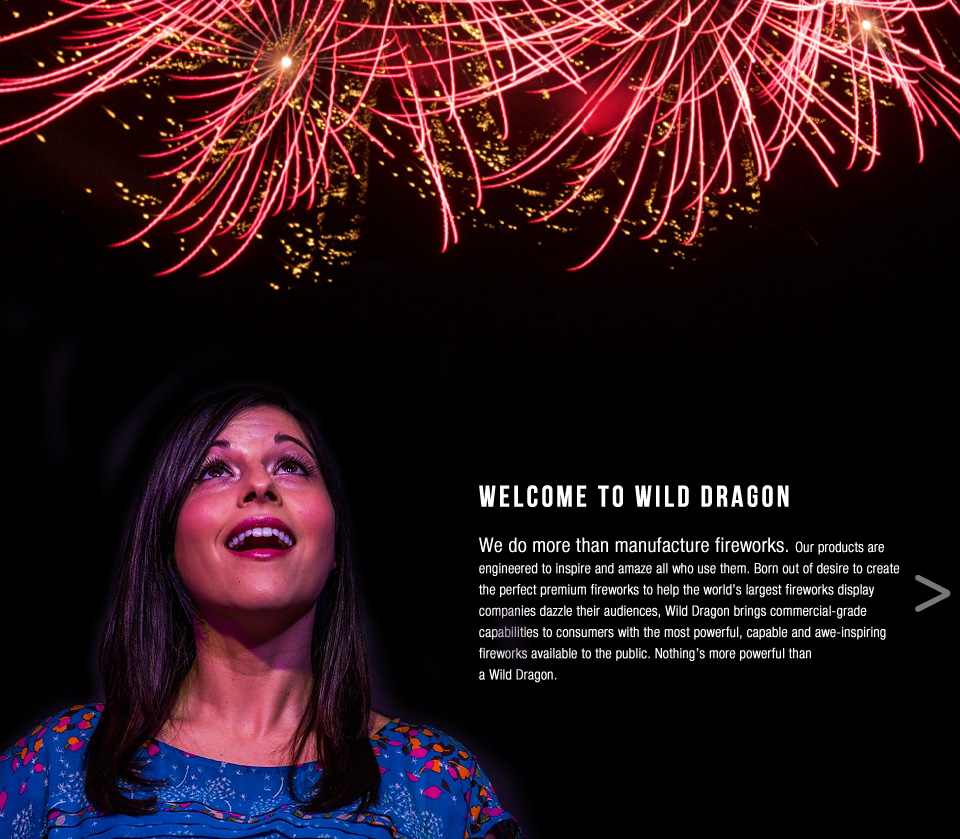 WELCOME TO WILD DRAGON
We do more than manufacture fireworks. Our products are
engineered to inspire and amaze all who use them. Born out of desire to create
the perfect premium fireworks to help the world's largest fireworks display
companies dazzle their audiences, Wild Dragon brings commercial-grade
capabilities to consumers with the most powerful, capable and awe-inspiring
fireworks available to the public. Nothing's more powerful than
a Wild Dragon.